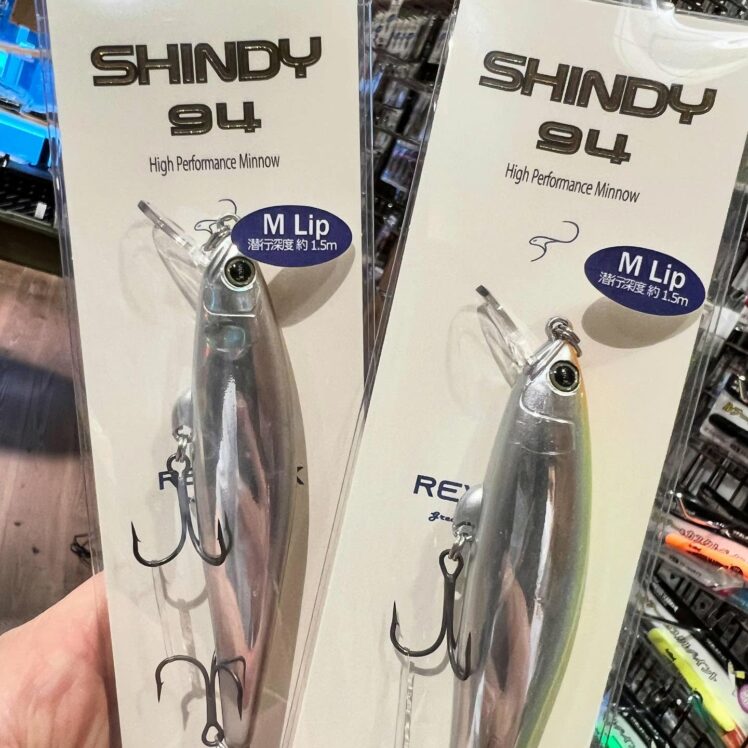 SHINDY
94
High Performance Minnow
M Lip
潜行深度 約 1.5m
SHINDY
94
High Performance Minnow
M Lip
潜行深度 約 1.5m